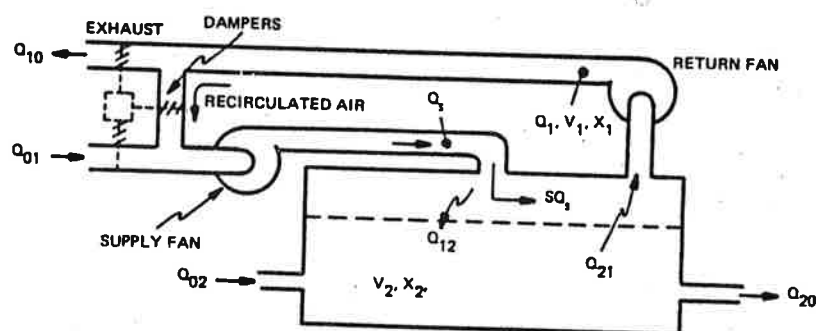 EXHAUST
DAMPERS
Q10
RETURN FAN
RECIRCULATED AIR
Qs
Q1, V1, X1
Q01
SQs
SUPPLY FAN
Q12
Q21
Q02
V2, X2,
Q20